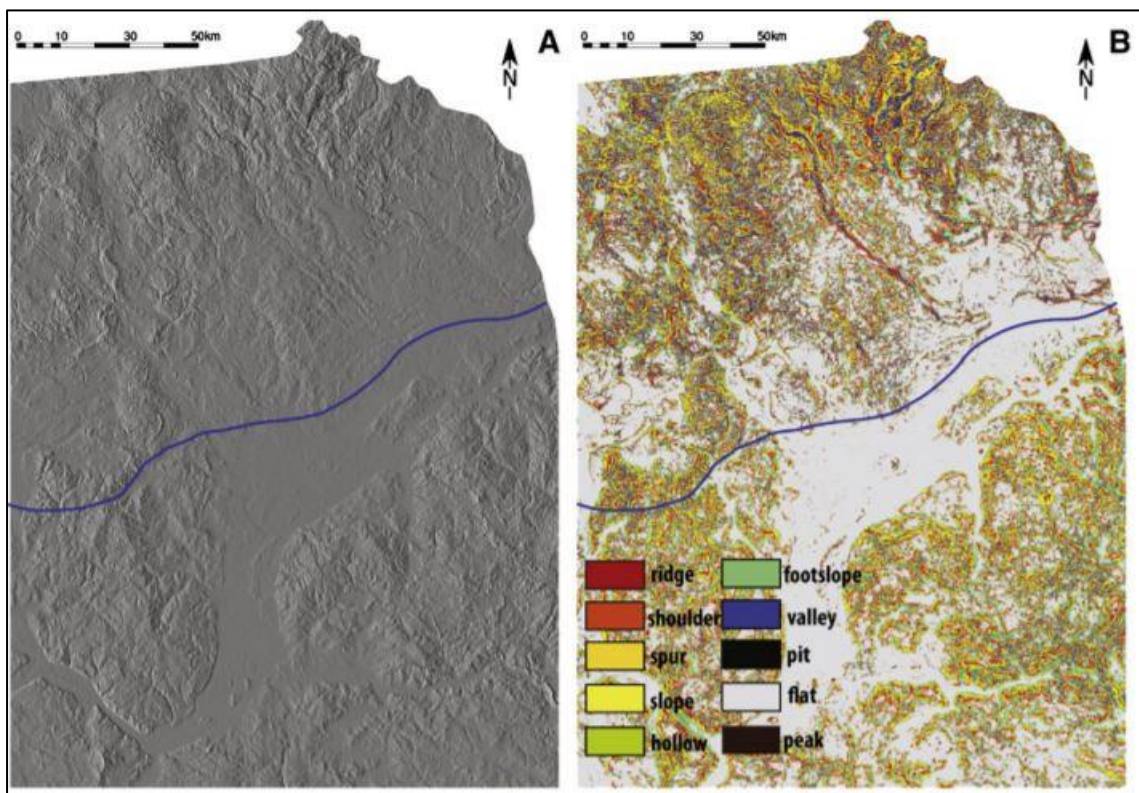 0 10 30 50km
A
N
0 10 30 50km
B
N
ridge
footslope
shoulder
valley
spur
pit
slope
flat
hollow
peak